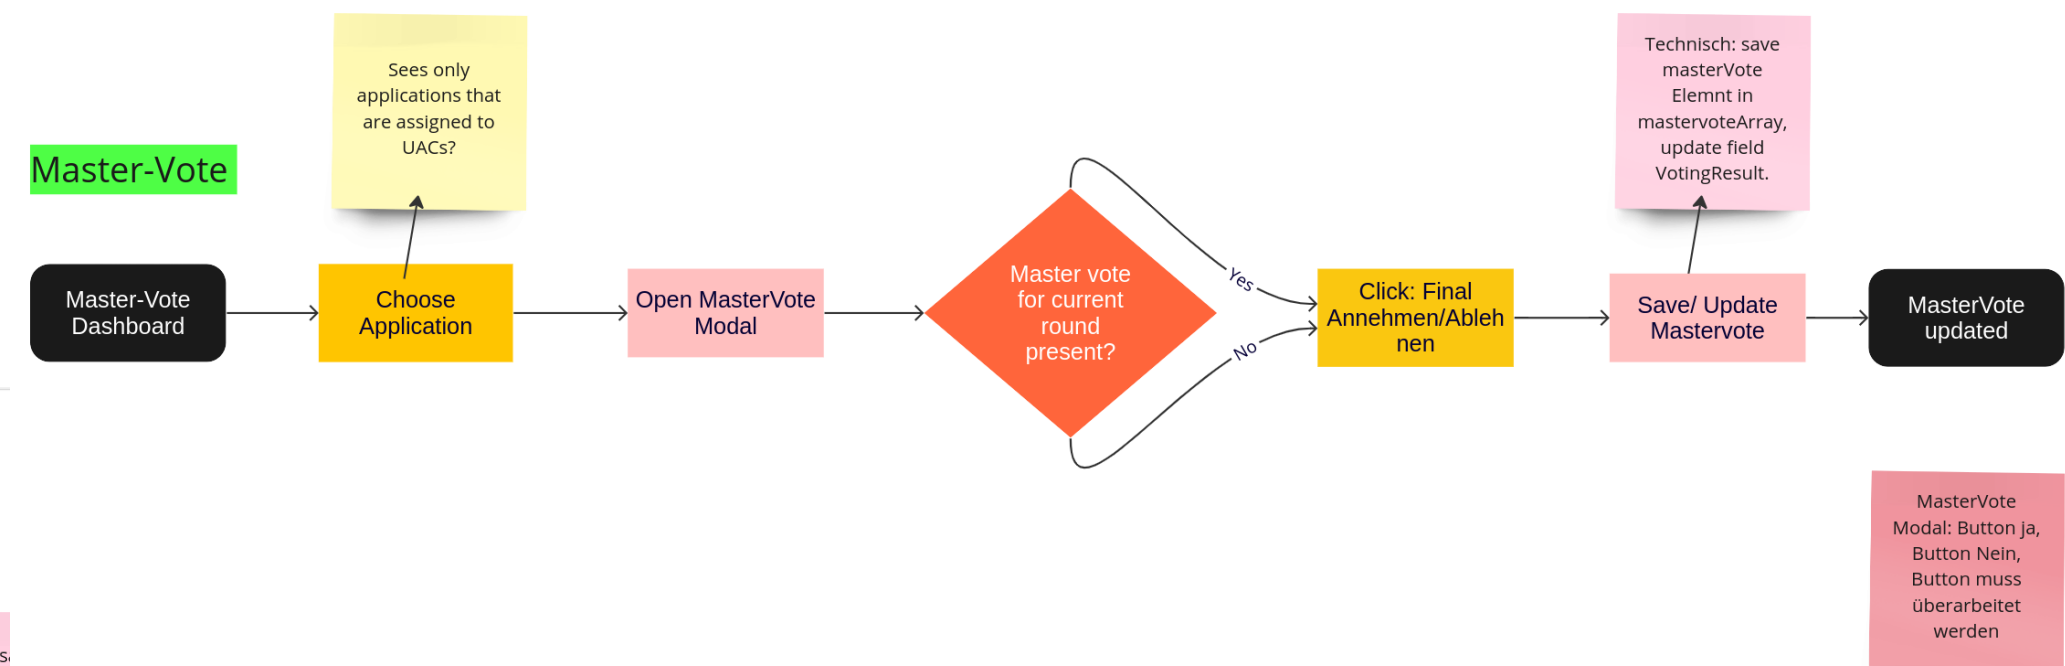 Master-Vote
Sees only
applications that
are assigned to
UACs?
Technisch: save
masterVote
Elemnt in
mastervoteArray,
update field
VotingResult.
Master-Vote
Dashboard
Choose
Application
Open MasterVote
Modal
Master vote
for current
round
present?
Yes
No
Click: Final
Annehmen/Ableh
nen
Save/ Update
Mastervote
MasterVote
updated
MasterVote
Modal: Button ja,
Button Nein,
Button muss
überarbeitet
werden